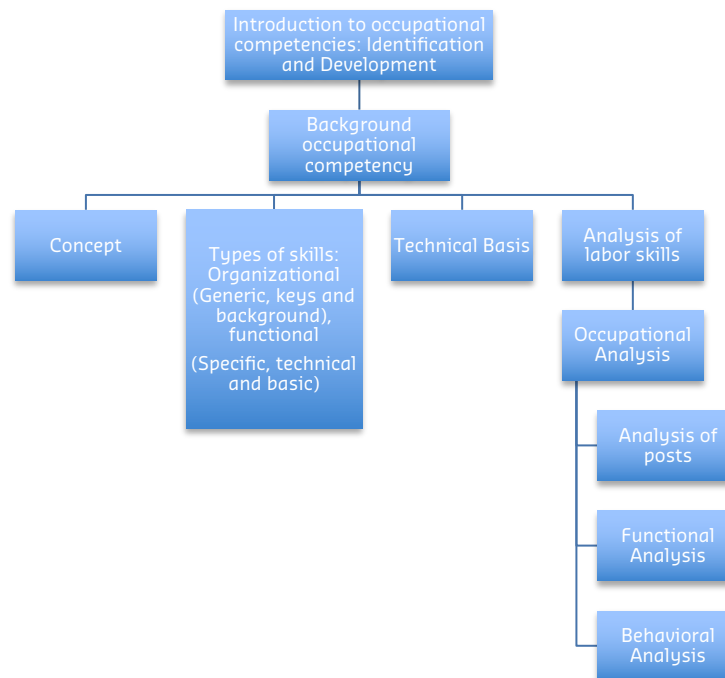 Introduction to occupational
competencies: Identification
and Development
Background
occupational
competency
Concept
Types of skills:
Organizational
(Generic, keys and
background),
functional
(Specific, technical
and basic)
Technical Basis
Analysis of
labor skills
Occupational
Analysis
Analysis of
posts
Functional
Analysis
Behavioral
Analysis